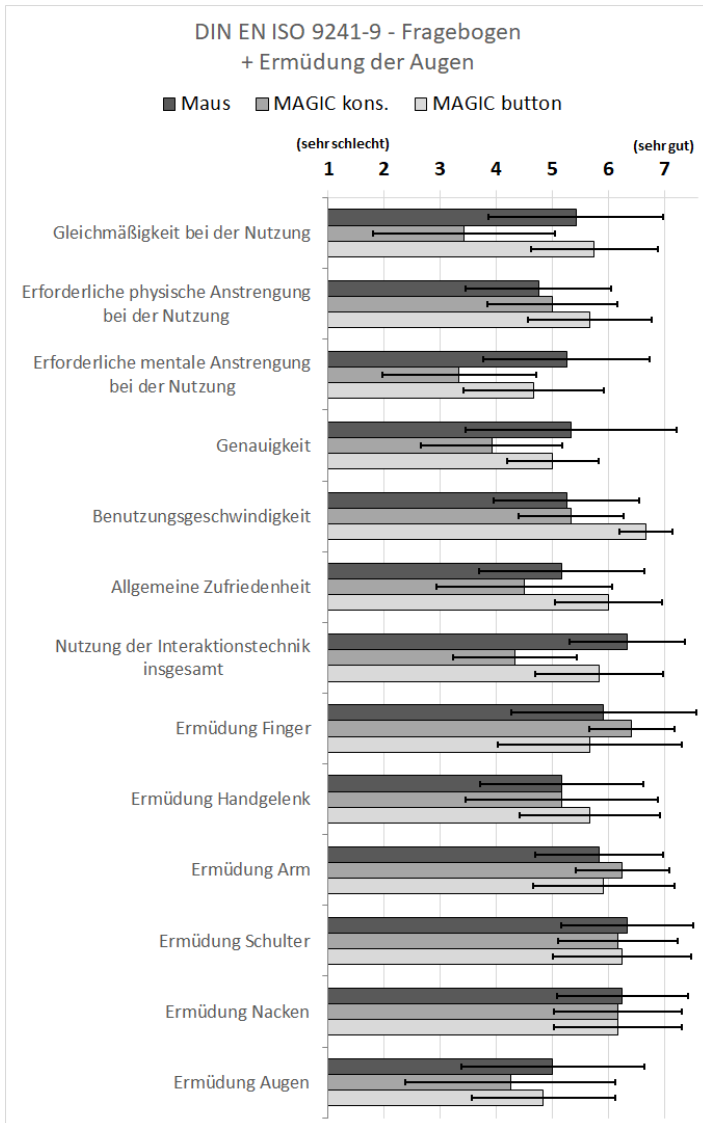 DIN EN ISO 9241-9 - Fragebogen
+ Ermüdung der Augen
Maus MAGIC kons. MAGIC button
(sehr schlecht) (sehr gut)
1 2 3 4 5 6 7
Gleichmäßigkeit bei der Nutzung
Erforderliche physische Anstrengung
bei der Nutzung
Erforderliche mentale Anstrengung
bei der Nutzung
Genauigkeit
Benutzungsgeschwindigkeit
Allgemeine Zufriedenheit
Nutzung der Interaktionstechnik
insgesamt
Ermüdung Finger
Ermüdung Handgelenk
Ermüdung Arm
Ermüdung Schulter
Ermüdung Nacken
Ermüdung Augen